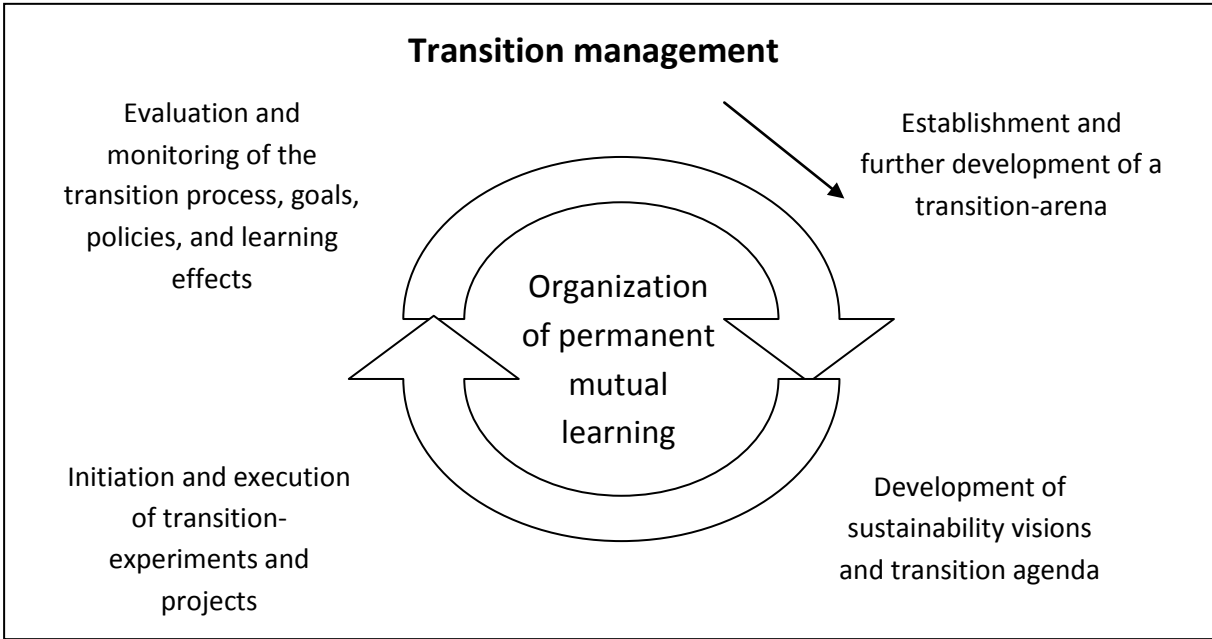 Transition management
Evaluation and
monitoring of the
transition process, goals,
policies, and learning
effects
Establishment and
further development of a
transition-arena
Organization
of permanent
mutual
learning
Initiation and execution
of transition-
experiments and
projects
Development of
sustainability visions
and transition agenda